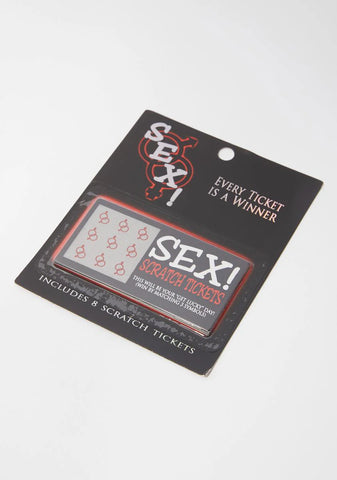 SEX!
EVERY TICKET
IS A WINNER
SEX!
SCRATCH TICKETS
THIS WILL BE YOUR "GET LUCKY" DAY!
(WIN BY MATCHING 3 SYMBOLS)
INCLUDES 8 SCRATCH TICKETS